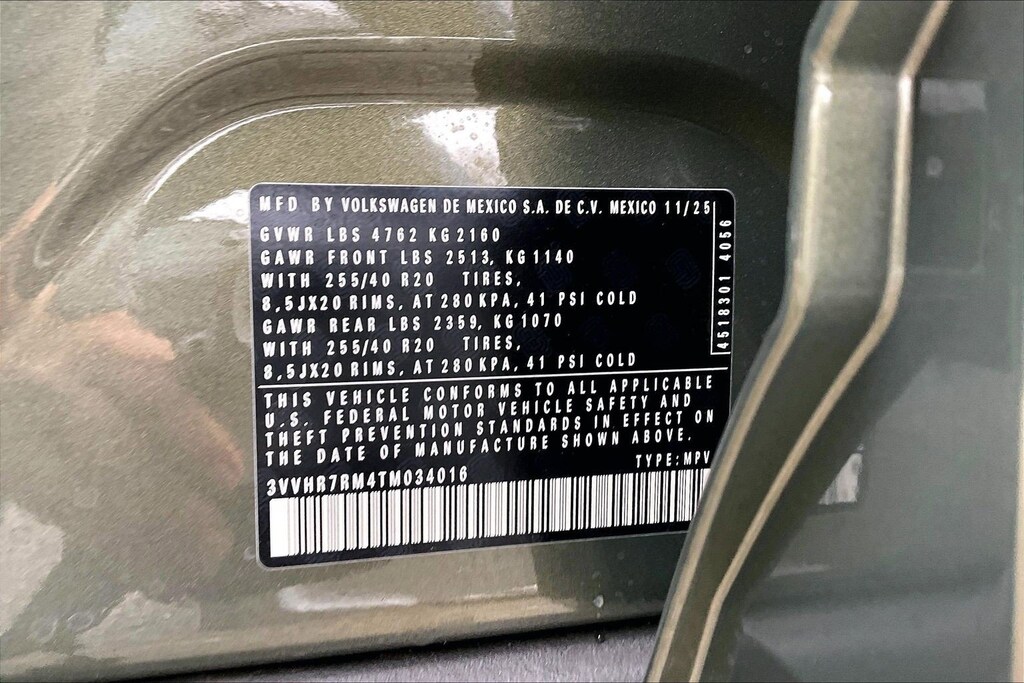 MFD BY VOLKSWAGEN DE MEXICO S.A. DE C.V. MEXICO 11/25
GVWR LBS 4762 KG 2160
GAWR FRONT LBS 2513, KG 1140
WITH 255/40 R20 TIRES,
8,5JX20 RIMS, AT 280 KPA, 41 PSI COLD
GAWR REAR LBS 2359, KG 1070
WITH 255/40 R20 TIRES,
8,5JX20 RIMS, AT 280 KPA, 41 PSI COLD
4518301 4056
THIS VEHICLE CONFORMS TO ALL APPLICABLE
U.S. FEDERAL MOTOR VEHICLE SAFETY AND
THEFT PREVENTION STANDARDS IN EFFECT ON
THE DATE OF MANUFACTURE SHOWN ABOVE.
TYPE:MPV
3VVHR7RM4TM034016